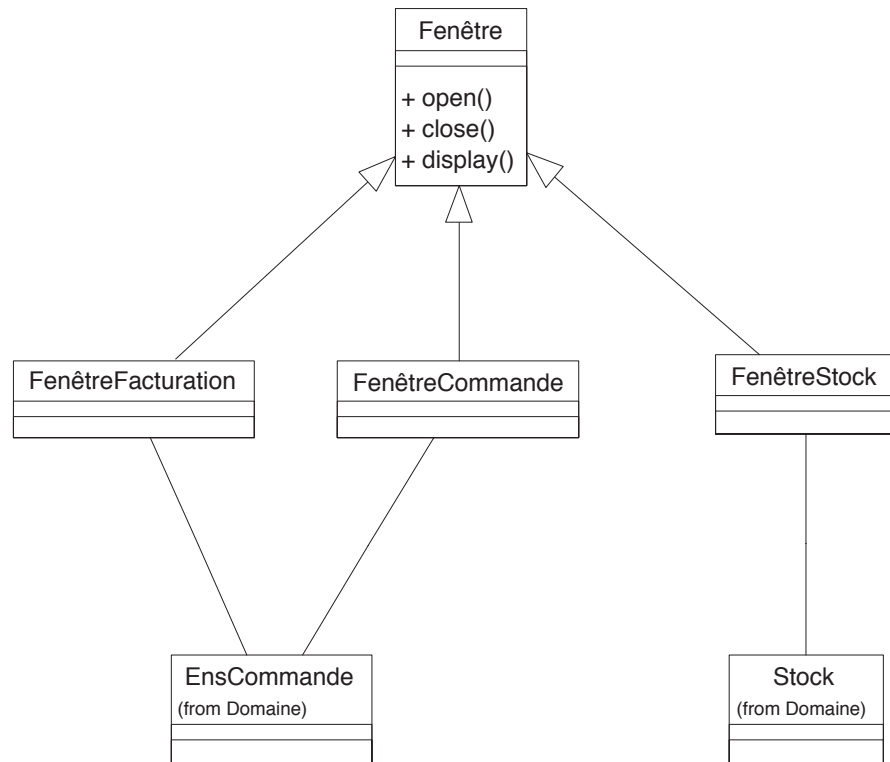 Fenêtre
+ open()
+ close()
+ display()
FenêtreFacturation
FenêtreCommande
FenêtreStock
EnsCommande
(from Domaine)
Stock
(from Domaine)